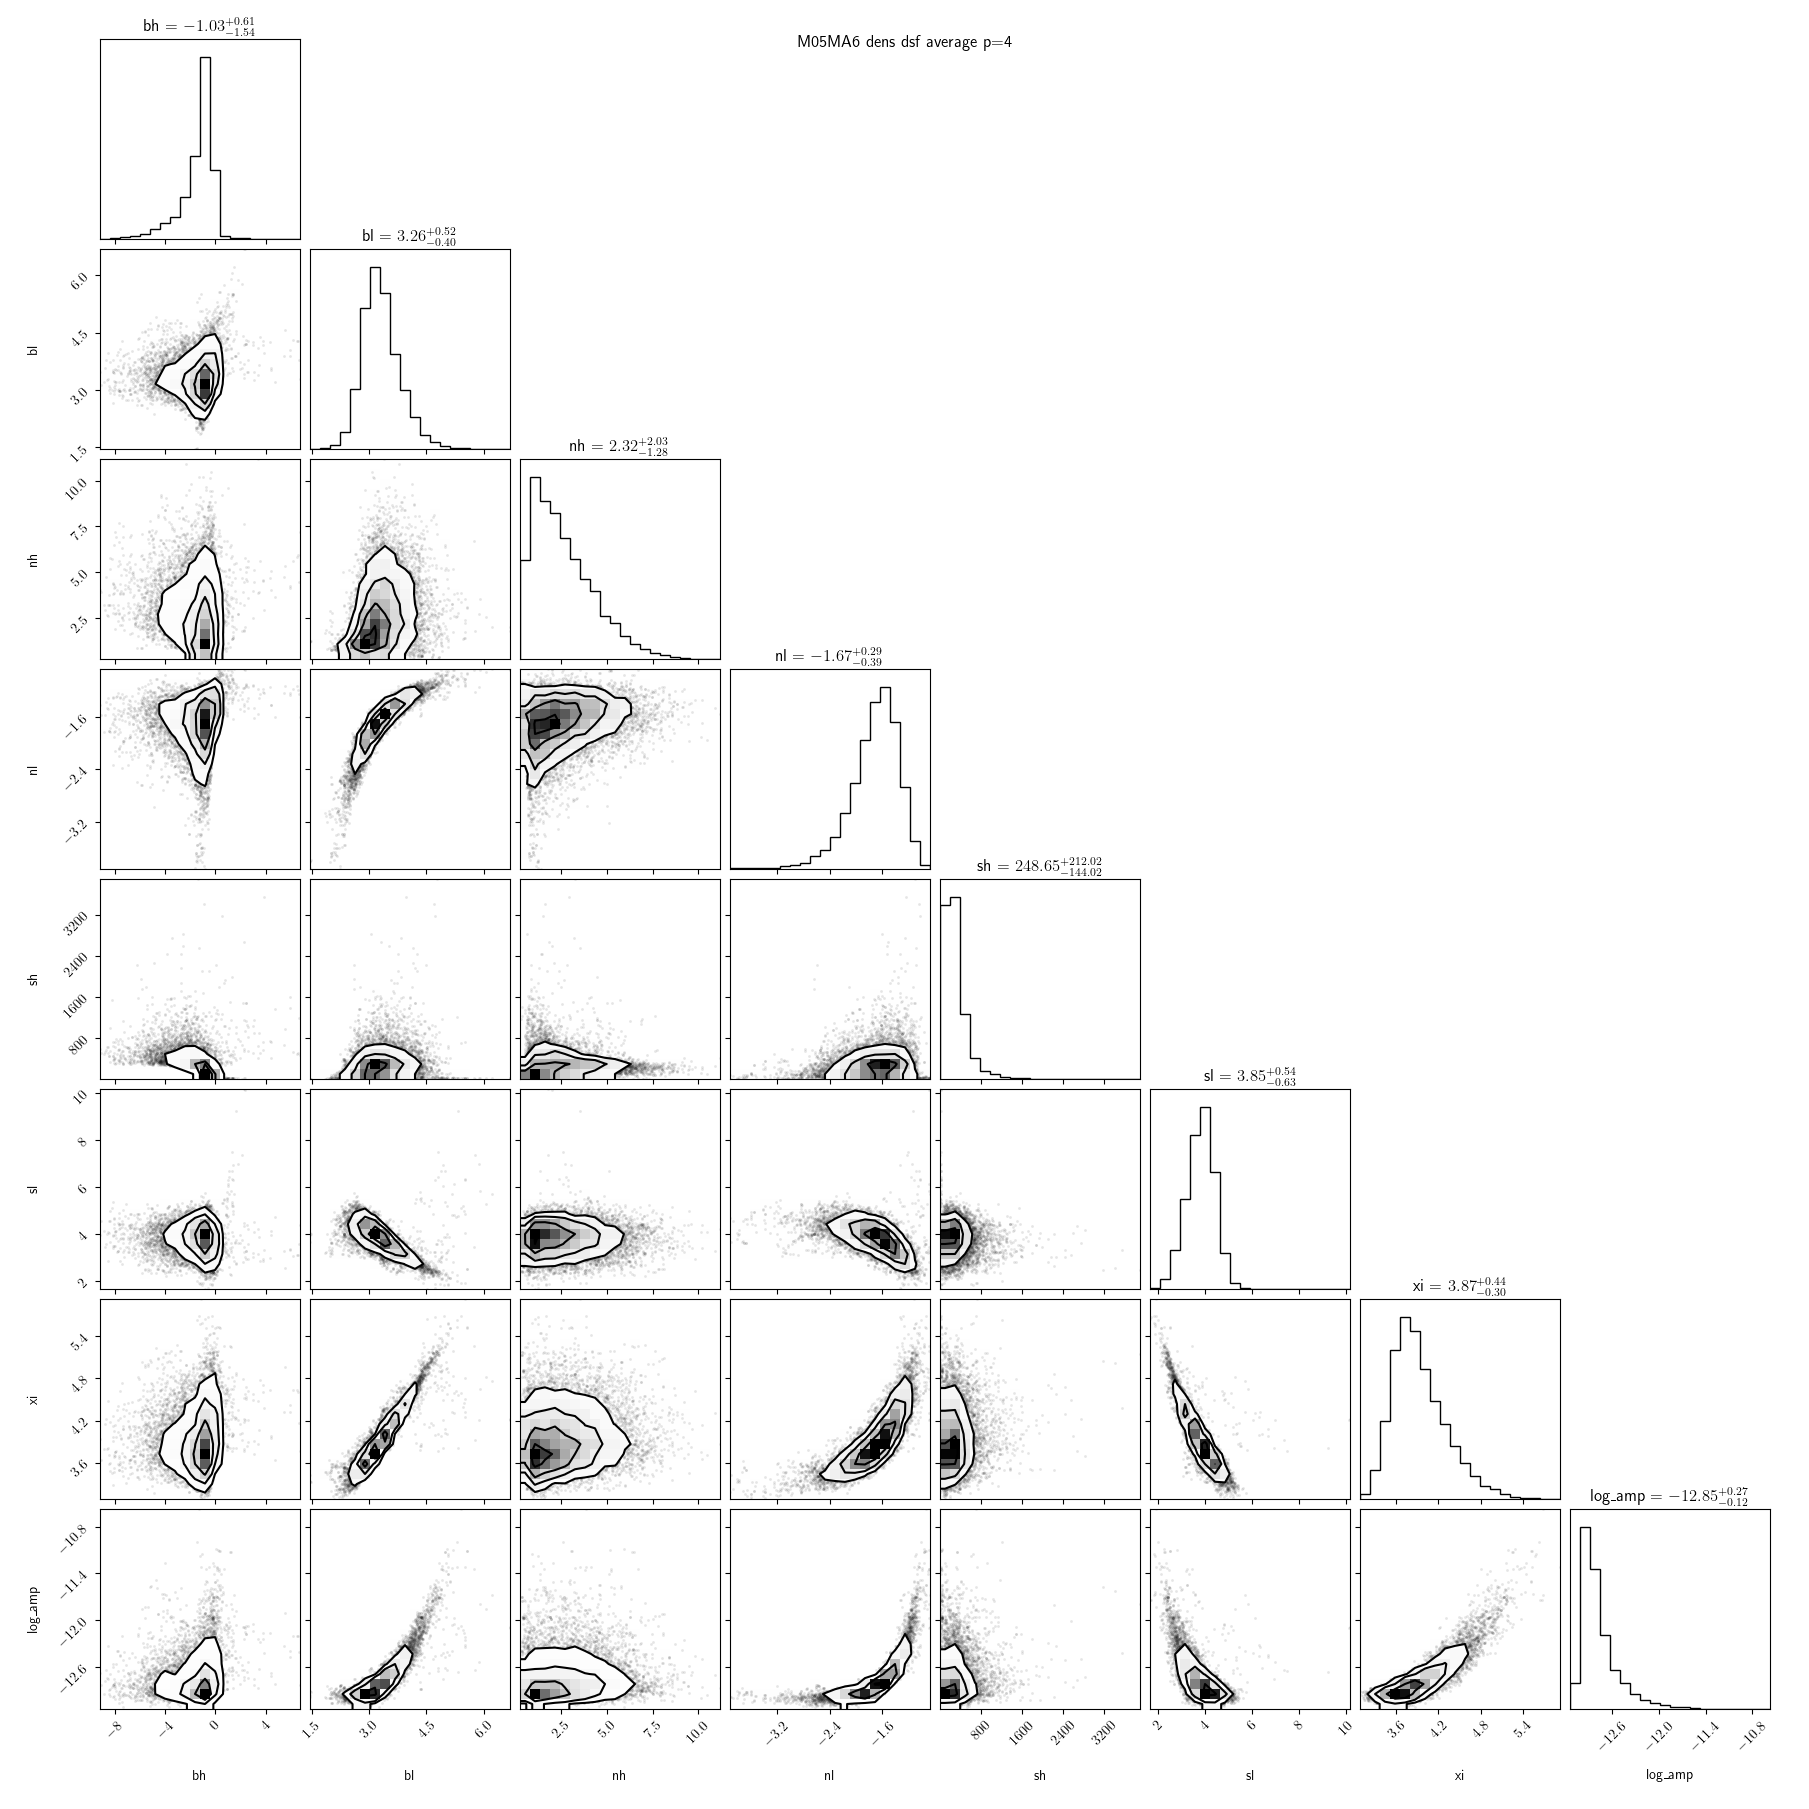 M05MA6 dens dsf average p=4
bh = −1.03 +0.61 −1.54
bl = 3.26 +0.52 −0.40
nh = 2.32 +2.03 −1.28
nl = −1.67 +0.29 −0.39
sh = 248.65 +212.02 −144.02
sl = 3.85 +0.54 −0.63
xi = 3.87 +0.44 −0.30
log_amp = −12.85 +0.27 −0.12
bl
6.0
4.5
3.0
1.5
nh
10.0
7.5
5.0
2.5
nl
−1.6
−2.4
−3.2
sh
3200
2400
1600
800
sl
10
8
6
4
2
xi
5.4
4.8
4.2
3.6
log_amp
−10.8
−11.4
−12.0
−12.6
−8 −4 0 4
1.5 3.0 4.5 6.0
2.5 5.0 7.5 10.0
−3.2 −2.4 −1.6
800 1600 2400 3200
2 4 6 8 10
3.6 4.2 4.8 5.4
−12.6 −12.0 −11.4 −10.8
bh bl nh nl sh sl xi log_amp